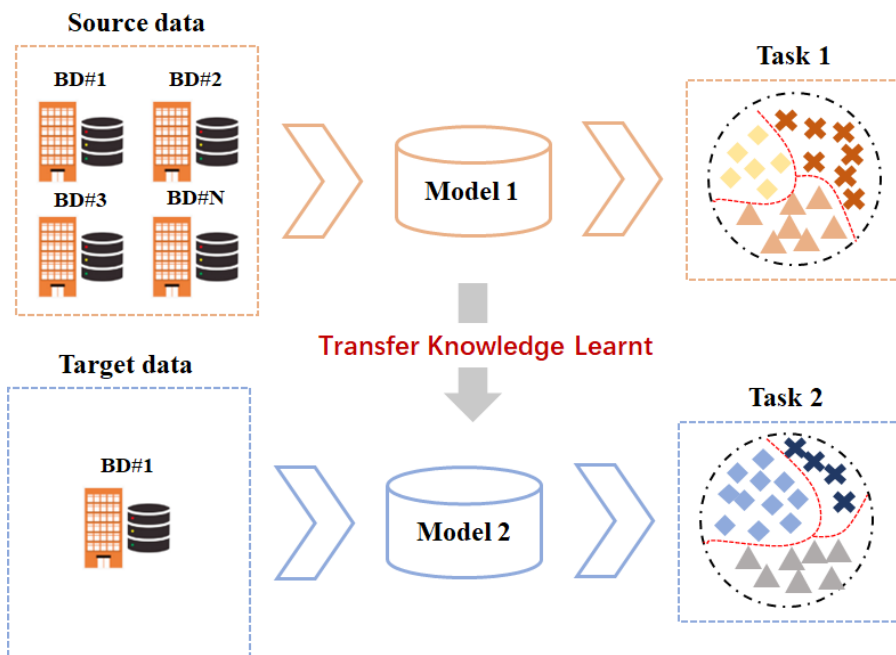 Source data
BD#1
BD#2
BD#3
BD#N
Model 1
Task 1
Transfer Knowledge Learnt
Target data
BD#1
Model 2
Task 2